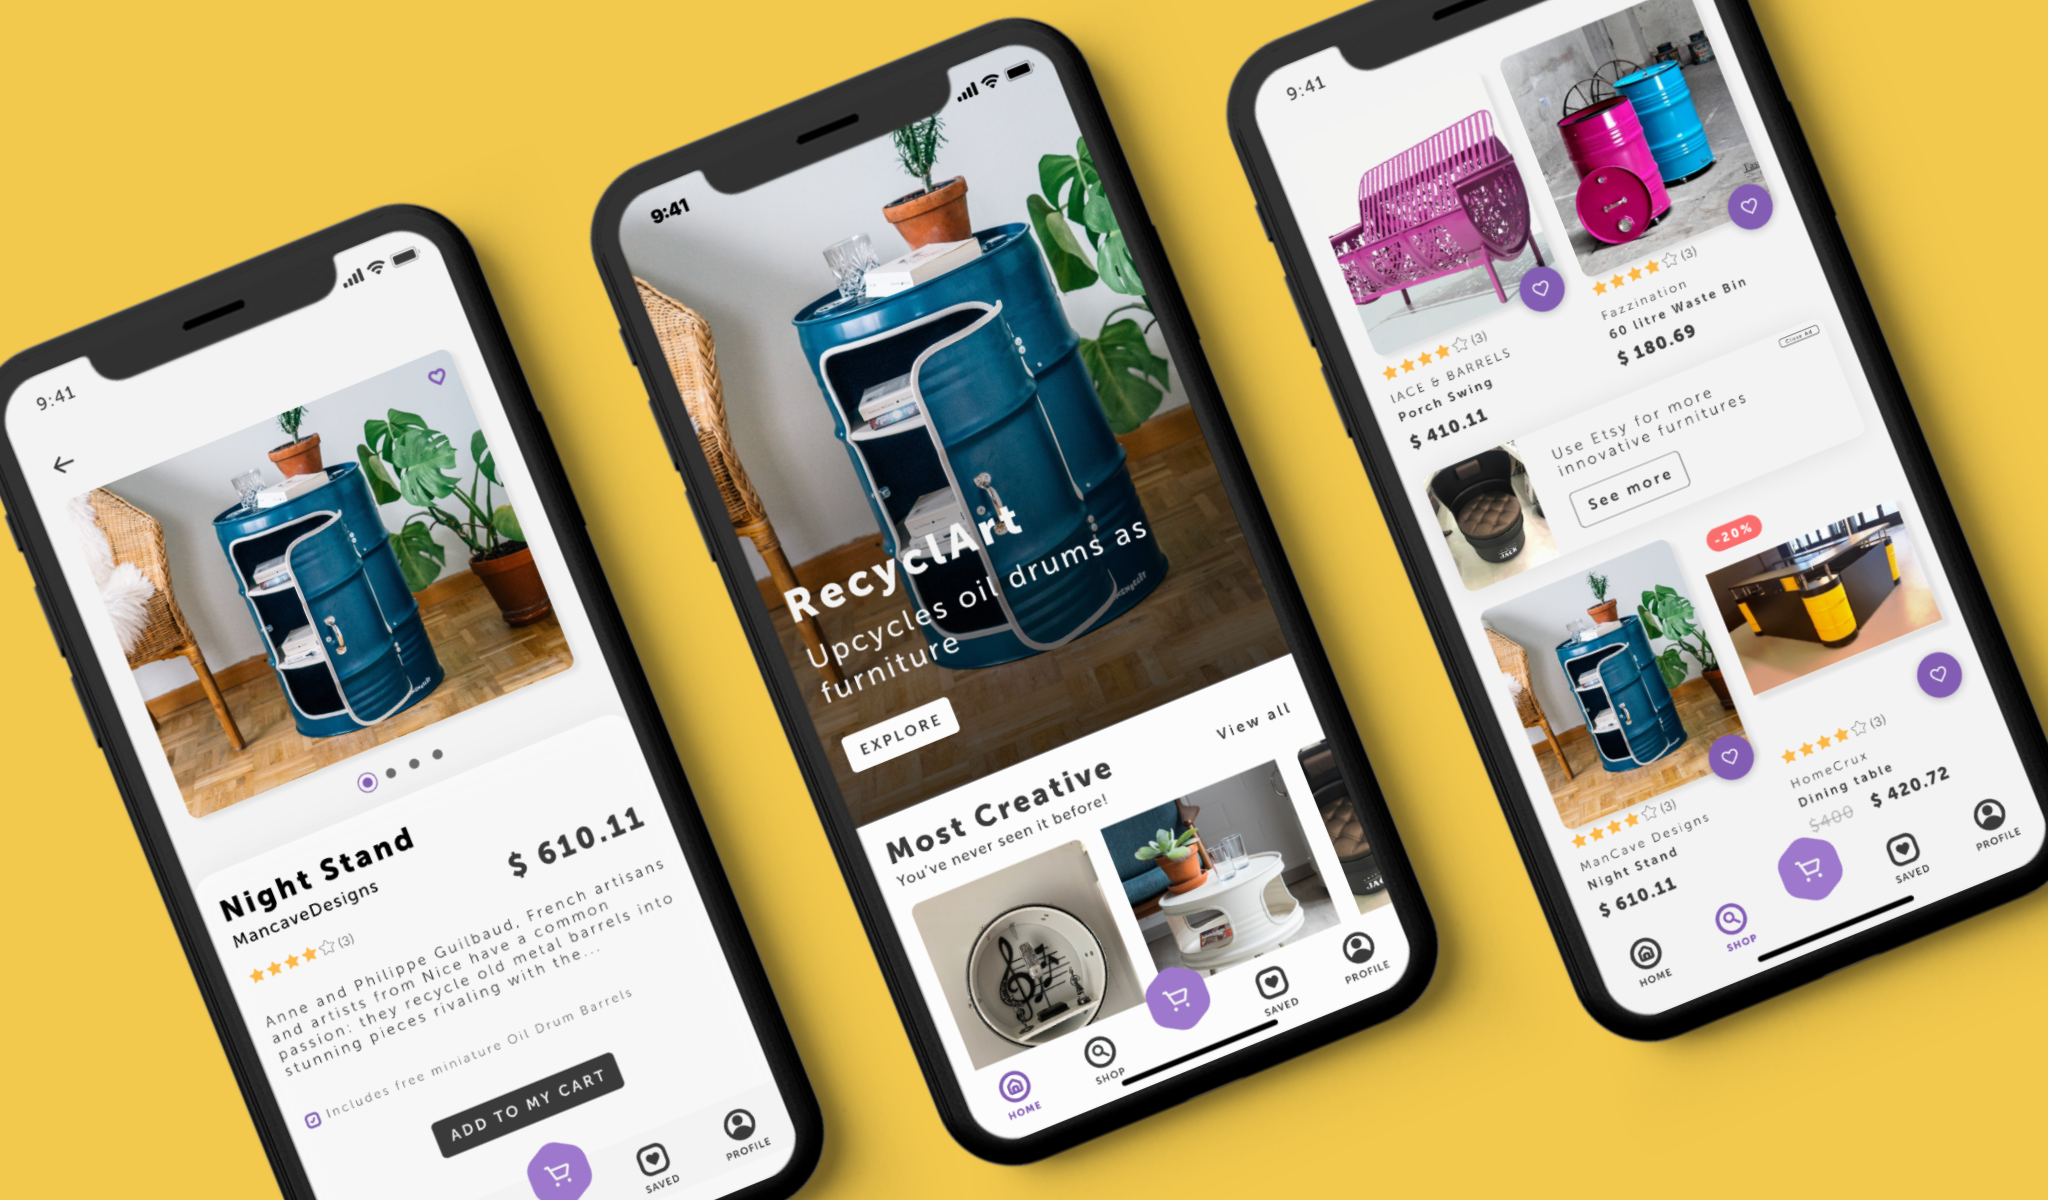 9:41
Night Stand
$ 610.11
MancaveDesigns
(3)
Anne and Philippe Guilbaud, French artisans
and artists from Nice have a common
passion: they recycle old metal barrels into
stunning pieces rivaling with the...
Includes free miniature Oil Drum Barrels
ADD TO MY CART
SAVED
PROFILE
9:41
RecyclArt
Upcycles oil drums as
furniture
EXPLORE
Most Creative
View all
You've never seen it before!
HOME
SHOP
SAVED
PROFILE
9:41
(3)
IACE & BARRELS
Porch Swing
$ 410.11
(3)
Fazzination
60 litre Waste Bin
$ 180.69
Close Ad
Use Etsy for more
innovative furnitures
See more
JACK
-20%
(3)
ManCave Designs
Night Stand
$ 610.11
(3)
HomeCrux
Dining table
$400 $ 420.72
HOME
SHOP
SAVED
PROFILE